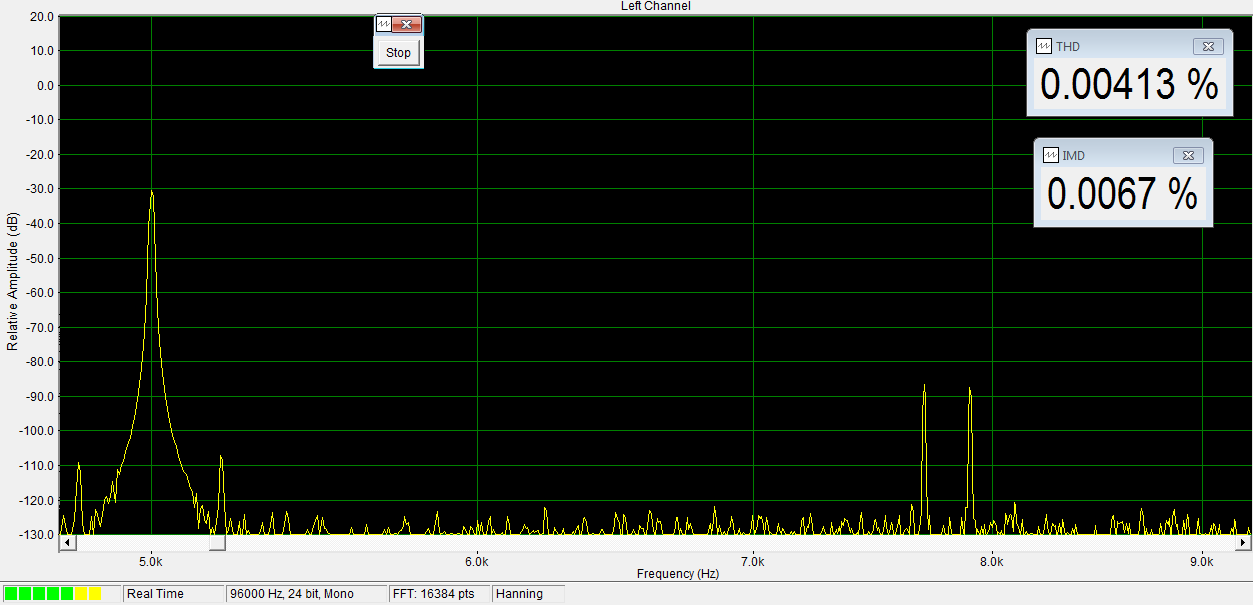 Left Channel
20.0
10.0
0.0
-10.0
-20.0
-30.0
-40.0
-50.0
-60.0
-70.0
-80.0
-90.0
-100.0
-110.0
-120.0
-130.0
Relative Amplitude (dB)
Stop
THD
0.00413 %
IMD
0.0067 %
5.0k 6.0k 7.0k 8.0k 9.0k
Frequency (Hz)
Real Time 96000 Hz, 24 bit, Mono FFT: 16384 pts Hanning